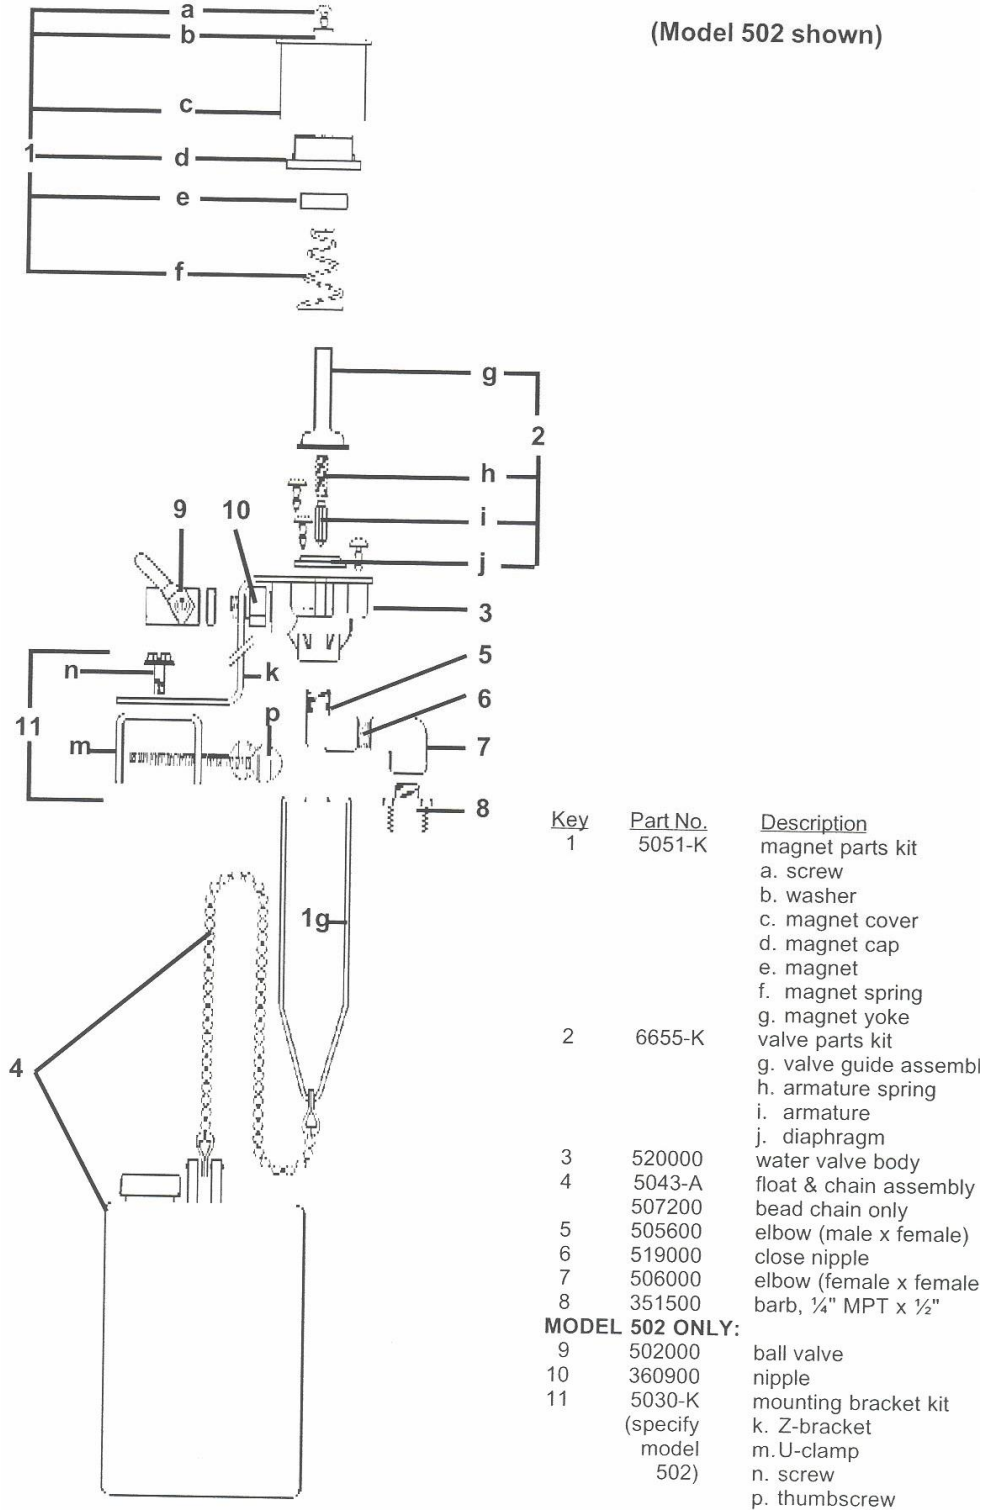 (Model 502 shown)
a
b
c
1
d
e
f
g
2
h
i
j
9
10
3
5
n
k
6
p
11
m
7
8
1g
4
Key Part No. Description
1 5051-K magnet parts kit
a. screw
b. washer
c. magnet cover
d. magnet cap
e. magnet
f. magnet spring
g. magnet yoke
2 6655-K valve parts kit
g. valve guide assembl
h. armature spring
i. armature
j. diaphragm
3 520000 water valve body
4 5043-A float & chain assembly
507200 bead chain only
5 505600 elbow (male x female)
6 519000 close nipple
7 506000 elbow (female x female
8 351500 barb, ¼" MPT x ½"
MODEL 502 ONLY:
9 502000 ball valve
10 360900 nipple
11 5030-K mounting bracket kit
(specify k. Z-bracket
model m.U-clamp
502) n. screw
p. thumbscrew